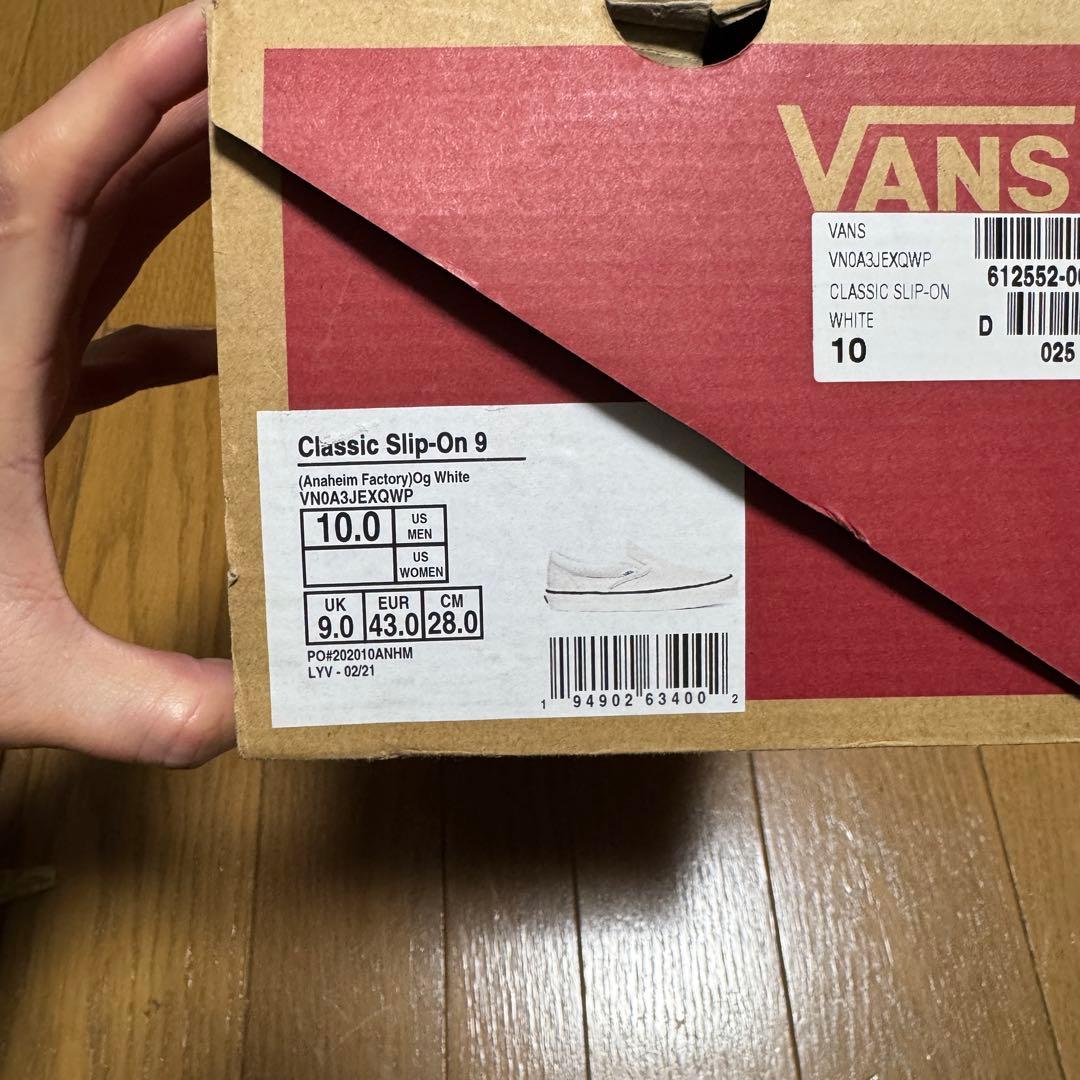 VANS
VANS
VN0A3JEXQWP
CLASSIC SLIP-ON
WHITE
10
612552-00
D
025
Classic Slip-On 9
(Anaheim Factory)Og White
VN0A3JEXQWP
10.0 US MEN
US WOMEN
UK EUR CM
9.0 43.0 28.0
PO#202010ANHM
LYV - 02/21
1 94902 63400 2